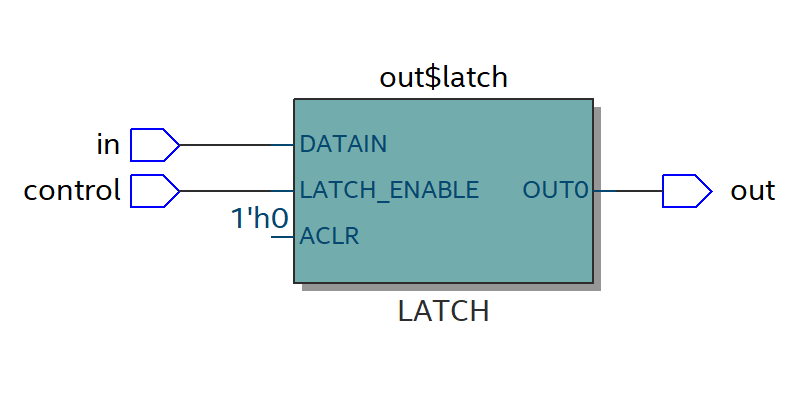 out$latch
in
DATAIN
control
LATCH_ENABLE
OUT0
out
1'h0
ACLR
LATCH